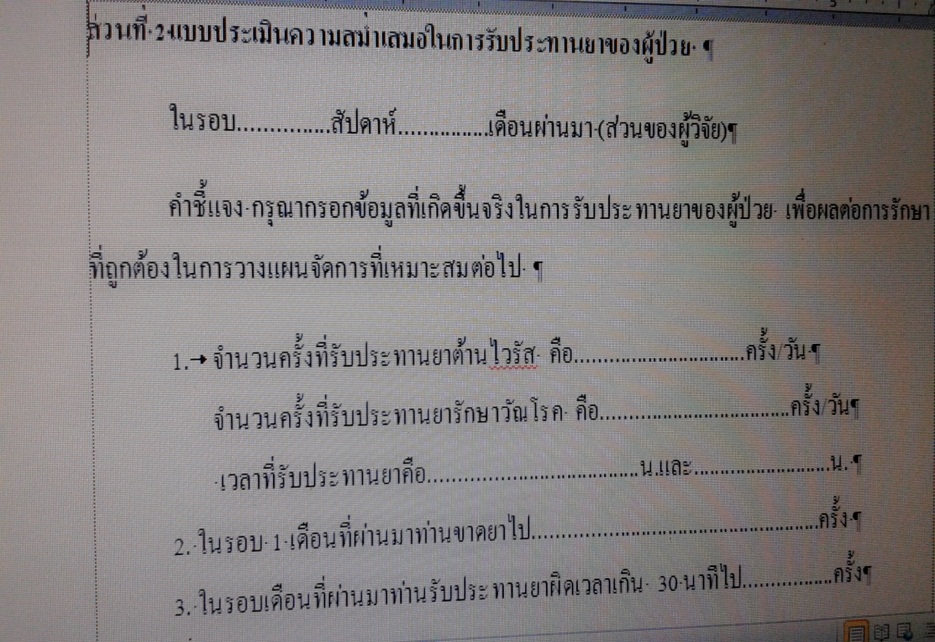 ส่วนที่ 2 แบบประเมินความสม่ำเสมอในการรับประทานยาของผู้ป่วย
ในรอบ..............สัปดาห์...............เดือนผ่านมา (ส่วนของผู้วิจัย)
คำชี้แจง กรุณากรอกข้อมูลที่เกิดขึ้นจริงในการรับประทานยาของผู้ป่วย เพื่อผลต่อการรักษา
ที่ถูกต้องในการวางแผนจัดการที่เหมาะสมต่อไป
1. จำนวนครั้งที่รับประทานยาต้านไวรัส คือ..............................ครั้ง/วัน
จำนวนครั้งที่รับประทานยารักษาวัณโรค คือ.................................ครั้ง/วัน
เวลาที่รับประทานยาคือ.....................................น.และ........................น.
2. ในรอบ 1 เดือนที่ผ่านมาท่านขาดยาไป..................................................ครั้ง
3. ในรอบเดือนที่ผ่านมาท่านรับประทานยาผิดเวลาเกิน 30 นาทีไป................ครั้ง